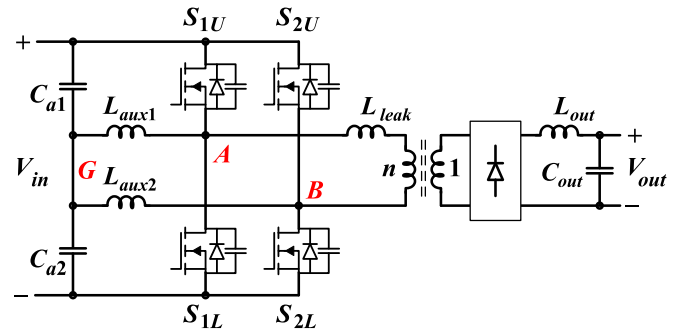 S1U S2U
+
Ca1 Laux1 Lleak Lout
+
Vin G A n 1 Cout Vout
Laux2 B
−
Ca2
−
S1L S2L